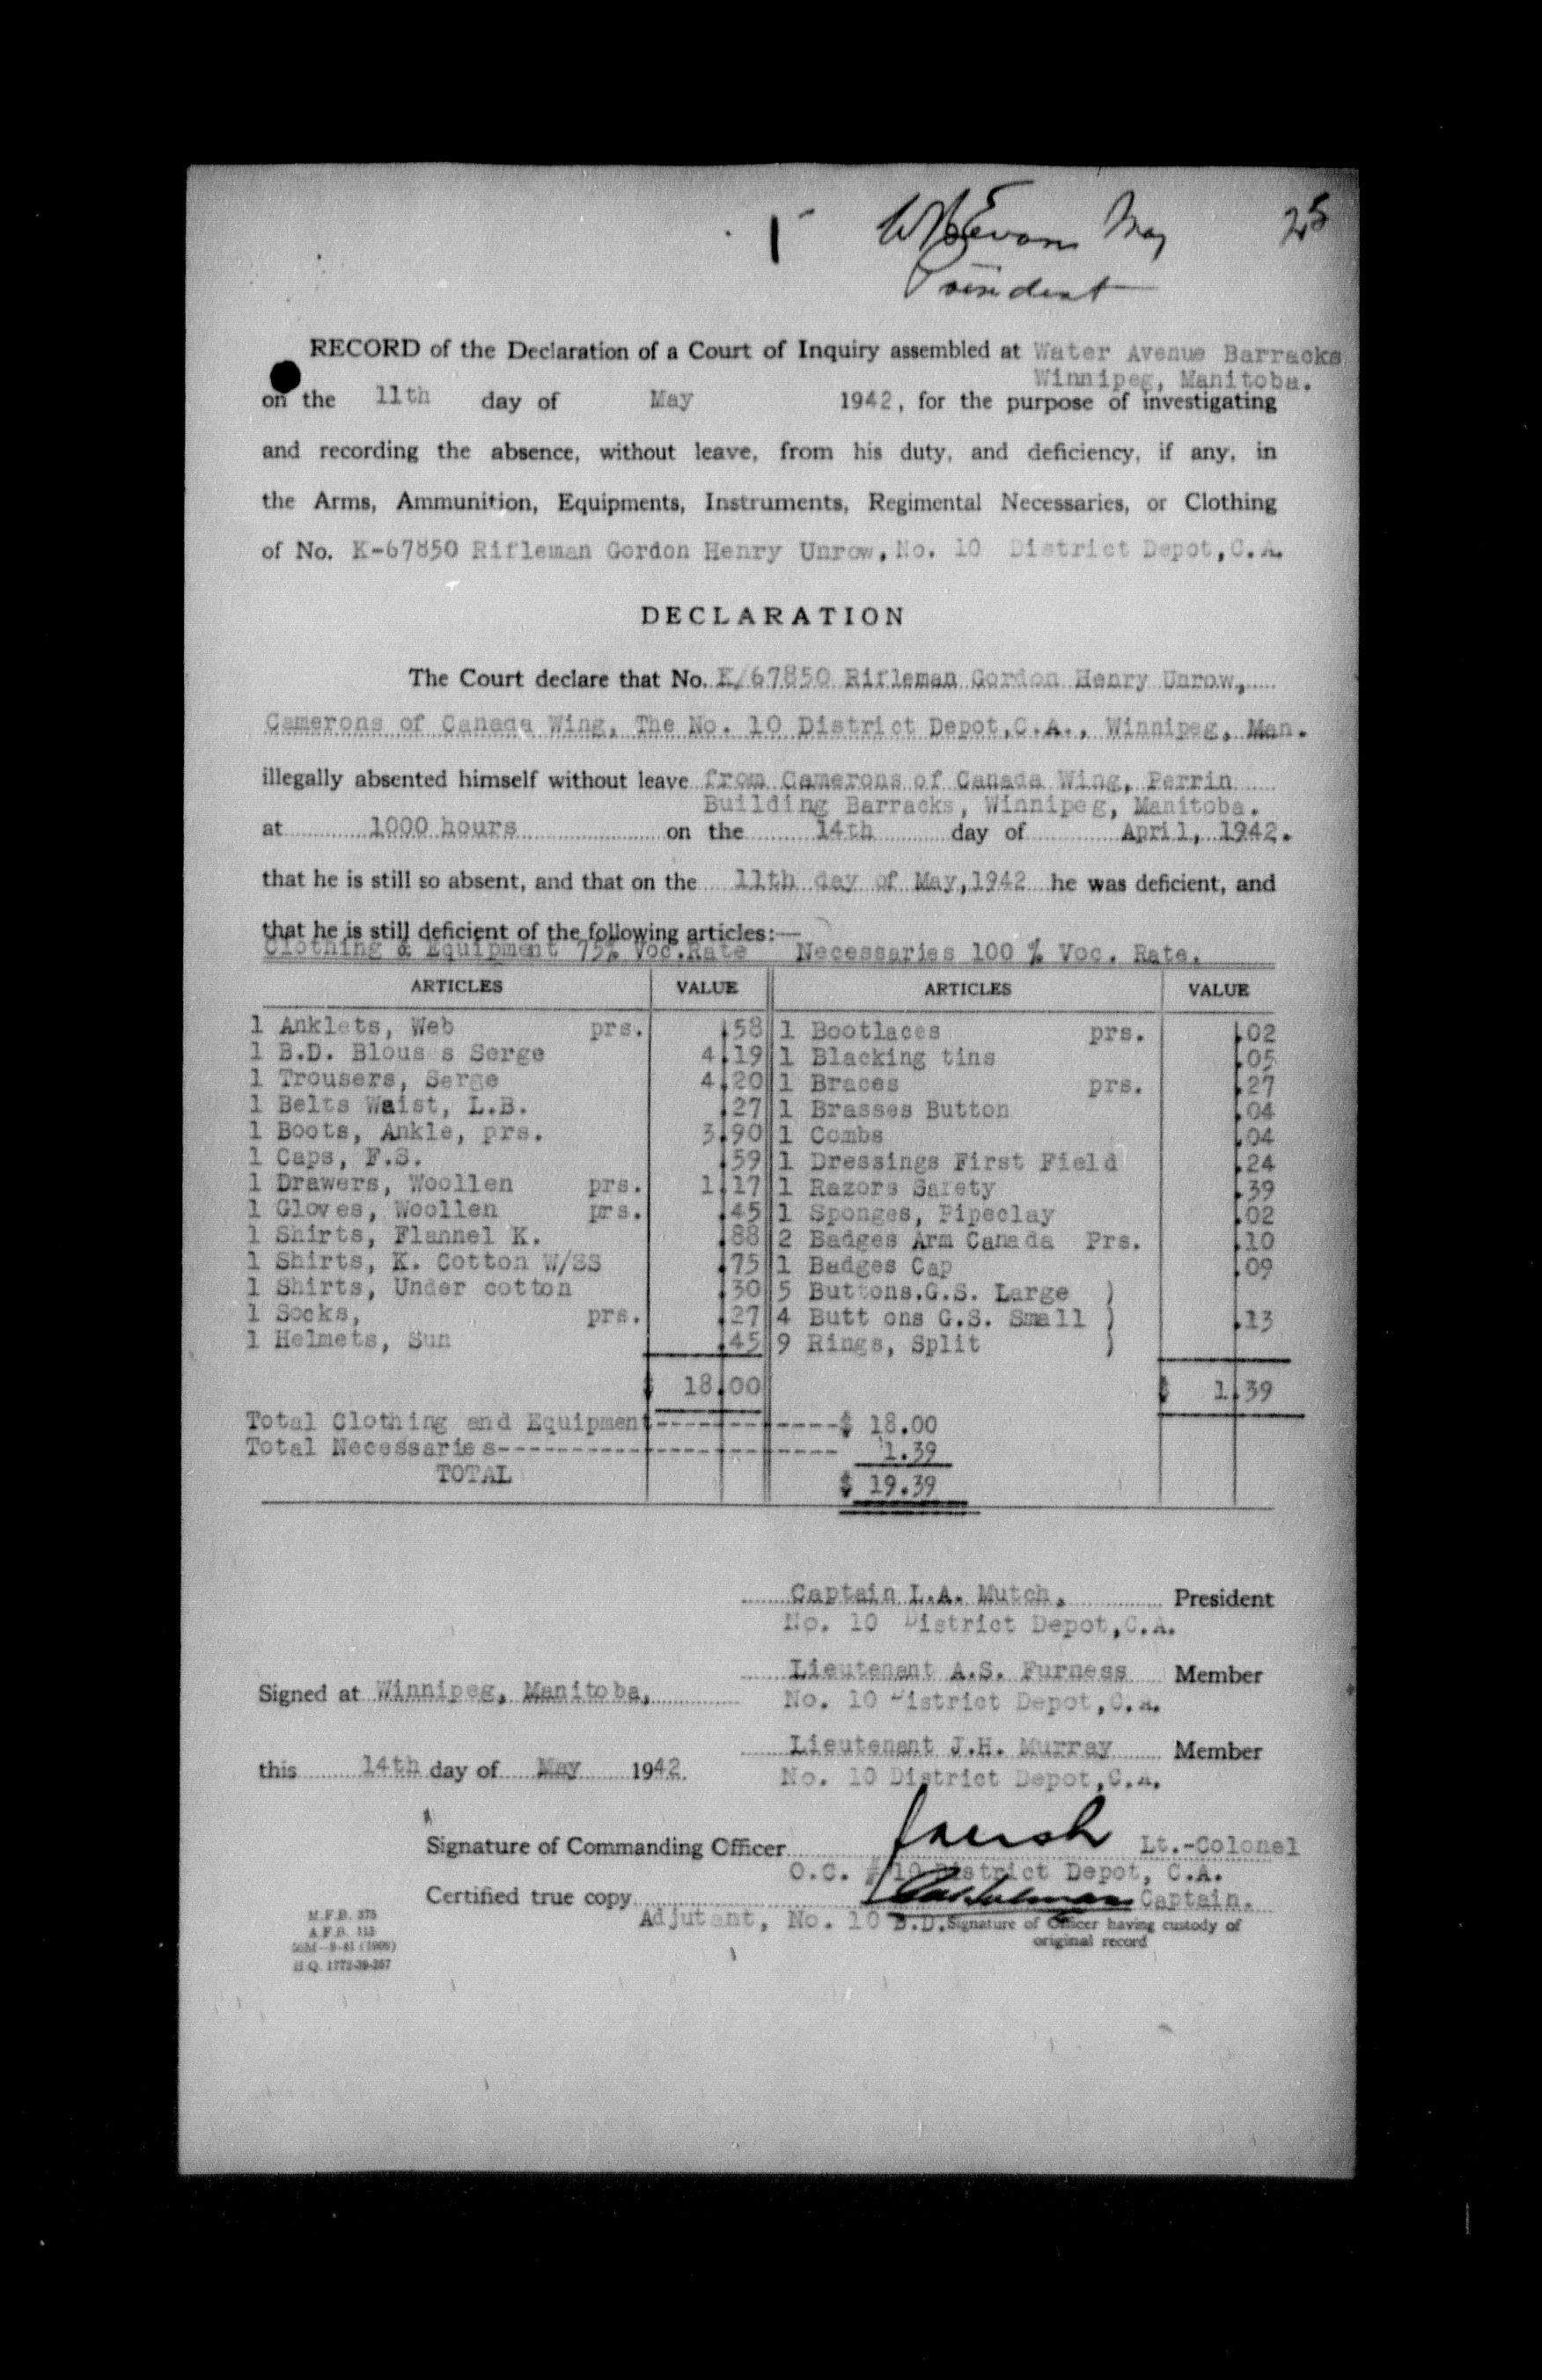 1
W Evans Maj 25
President
RECORD of the Declaration of a Court of Inquiry assembled at Water Avenue Barracks
Winnipeg, Manitoba.
on the 11th day of May 1942, for the purpose of investigating
and recording the absence, without leave, from his duty, and deficiency, if any, in
the Arms, Ammunition, Equipments, Instruments, Regimental Necessaries, or Clothing
of No. K-67850 Rifleman Gordon Henry Unrow, No. 10 District Depot, C.A.
DECLARATION
The Court declare that No. K/67850 Rifleman Gordon Henry Unrow,
Camerons of Canada Wing, The No. 10 District Depot, C.A., Winnipeg, Man.
illegally absented himself without leave from Camerons of Canada Wing, Perrin
Building Barracks, Winnipeg, Manitoba.
at 1000 hours on the 14th day of April, 1942.
that he is still so absent, and that on the 11th day of May, 1942 he was deficient, and
that he is still deficient of the following articles:—
Clothing & Equipment 75% Voc. Rate Necessaries 100 % Voc. Rate.
ARTICLES VALUE ARTICLES VALUE
1 Anklets, Web prs. .58 1 Bootlaces prs. .02
1 B.D. Blouses Serge 4.19 1 Blacking tins .05
1 Trousers, Serge 4.20 1 Braces prs. .27
1 Belts Waist, L.B. .27 1 Brasses Button .04
1 Boots, Ankle, prs. 3.90 1 Combs .04
1 Caps, F.S. .59 1 Dressings First Field .24
1 Drawers, Woollen prs. 1.17 1 Razors Safety .39
1 Gloves, Woollen prs. .45 1 Sponges, Pipeclay .02
1 Shirts, Flannel K. .88 2 Badges Arm Canada Prs. .10
1 Shirts, K. Cotton W/SS .75 1 Badges Cap .09
1 Shirts, Under cotton .30 5 Buttons.G.S. Large )
1 Socks, prs. .27 4 Butt ons G.S. Small ) .13
1 Helmets, Sun .45 9 Rings, Split )
$ 18.00 $ 1.39
Total Clothing and Equipment------------$ 18.00
Total Necessaries------------------------ 1.39
TOTAL $ 19.39
Captain L.A. Mutch, President
No. 10 District Depot, C.A.
Lieutenant A.S. Furness Member
Signed at Winnipeg, Manitoba, No. 10 District Depot, C.A.
Lieutenant J.H. Murray Member
this 14th day of May 1942 No. 10 District Depot, C.A.
Signature of Commanding Officer Lt.-Colonel
O.C. #10 District Depot, C.A.
Certified true copy Captain.
Adjutant, No. 10 D.D. Signature of Officer having custody of
original record
M.F.B. 375
A.F.B. 115
H.Q. 1772-39-357